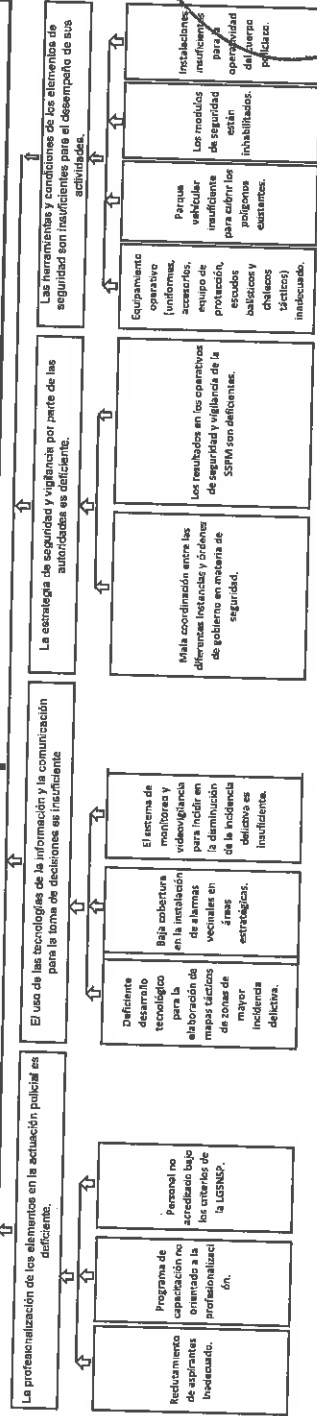 La profesionalización de los elementos en la actuación policial es
deficiente.
Reclutamiento
de aspirantes
inadecuado.
Programa de
capacitación no
orientado a la
profesionalizaci
ón.
Personal no
acreditado bajo
los criterios de
la LGSNSP.
El uso de las tecnologías de la información y la comunicación
para la toma de decisiones es insuficiente
Deficiente
desarrollo
tecnológico
para la
elaboración de
mapas tácticos
de zonas de
mayor
incidencia
delictiva.
Baja cobertura
en la instalación
de alarmas
vecinales en
áreas
estratégicas.
El sistema de
monitoreo y
videovigilancia
para incidir en
la disminución
de la incidencia
delictiva es
insuficiente.
La estrategia de seguridad y vigilancia por parte de las
autoridades es deficiente.
Mala coordinación entre las
diferentes instancias y órdenes
de gobierno en materia de
seguridad.
Los resultados en los operativos
de seguridad y vigilancia de la
SSPM son deficientes.
Las herramientas y condiciones de los elementos de
seguridad son insuficientes para el desempeño de sus
actividades.
Equipamiento
operativo
(uniformes,
accesorios,
equipo de
protección,
escudos
balísticos y
chalecos
tácticos)
inadecuado.
Parque
vehicular
insuficiente
para cubrir los
polígonos
existentes.
Los modulos
de seguridad
están
inhabilitados.
Instalaciones
insuficientes
para la
operatividad
del cuerpo
policiaco.